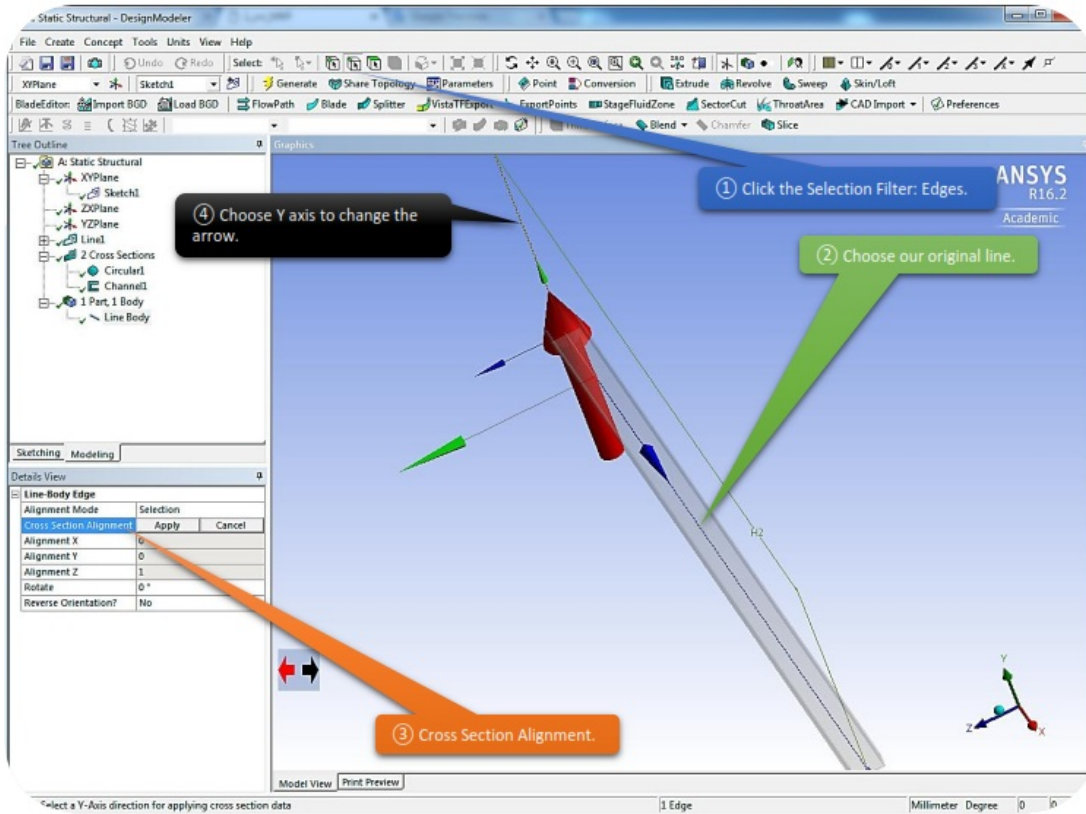 : Static Structural - DesignModeler
File Create Concept Tools Units View Help
Undo Redo Select:
XYPlane Sketch1 Generate Share Topology Parameters Point Conversion Extrude Revolve Sweep Skin/Loft
BladeEditor: Import BGD Load BGD FlowPath Blade Splitter VistaTFExport ExportPoints StageFluidZone SectorCut ThroatArea CAD Import Preferences
Blend Chamfer Slice
Tree Outline
Graphics
A: Static Structural
XYPlane
Sketch1
ZXPlane
YZPlane
Line1
2 Cross Sections
Circular1
Channel1
1 Part, 1 Body
Line Body
ANSYS
R16.2
Academic
① Click the Selection Filter: Edges.
④ Choose Y axis to change the
arrow.
② Choose our original line.
H2
Sketching Modeling
Details View
Line-Body Edge
Alignment Mode Selection
Cross Section Alignment Apply Cancel
Alignment X 0
Alignment Y 0
Alignment Z 1
Rotate 0 °
Reverse Orientation? No
③ Cross Section Alignment.
Y
Z
X
Model View Print Preview
Select a Y-Axis direction for applying cross section data 1 Edge Millimeter Degree 0 0